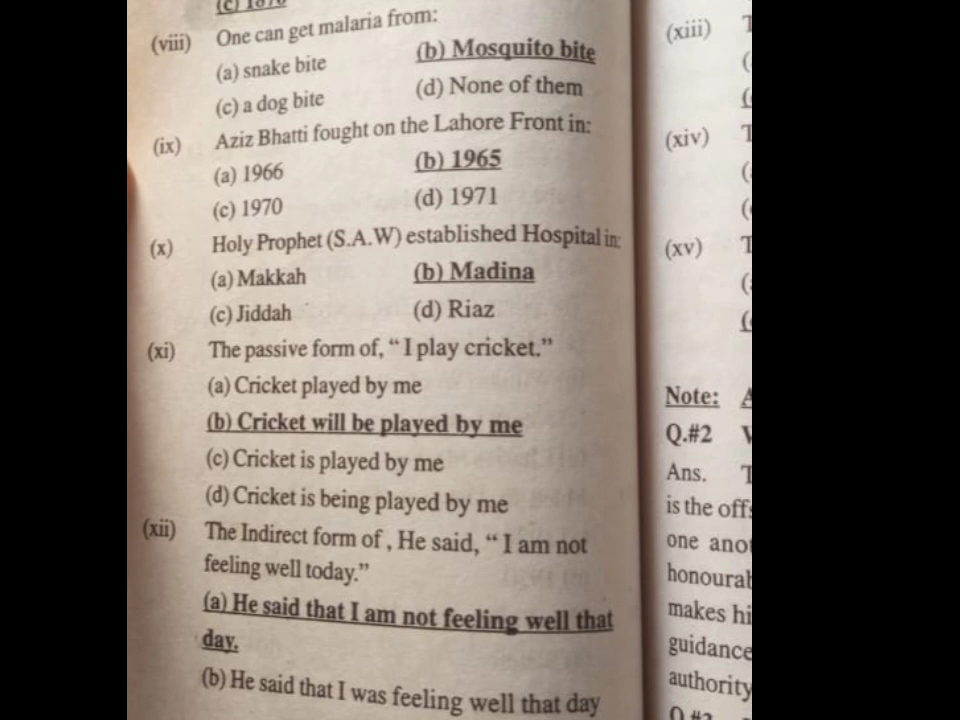 (c) 1870
(viii) One can get malaria from:
(a) snake bite (b) Mosquito bite
(c) a dog bite (d) None of them
(ix) Aziz Bhatti fought on the Lahore Front in:
(a) 1966 (b) 1965
(c) 1970 (d) 1971
(x) Holy Prophet (S.A.W) established Hospital in:
(a) Makkah (b) Madina
(c) Jiddah (d) Riaz
(xi) The passive form of, “ I play cricket.”
(a) Cricket played by me
(b) Cricket will be played by me
(c) Cricket is played by me
(d) Cricket is being played by me
(xii) The Indirect form of , He said, “ I am not
feeling well today.”
(a) He said that I am not feeling well that
day.
(b) He said that I was feeling well that day
(xiii)
(xiv)
(xv)
Note:
Q.#2
Ans.
is the
one
makes
guidance
authority
Q.#3